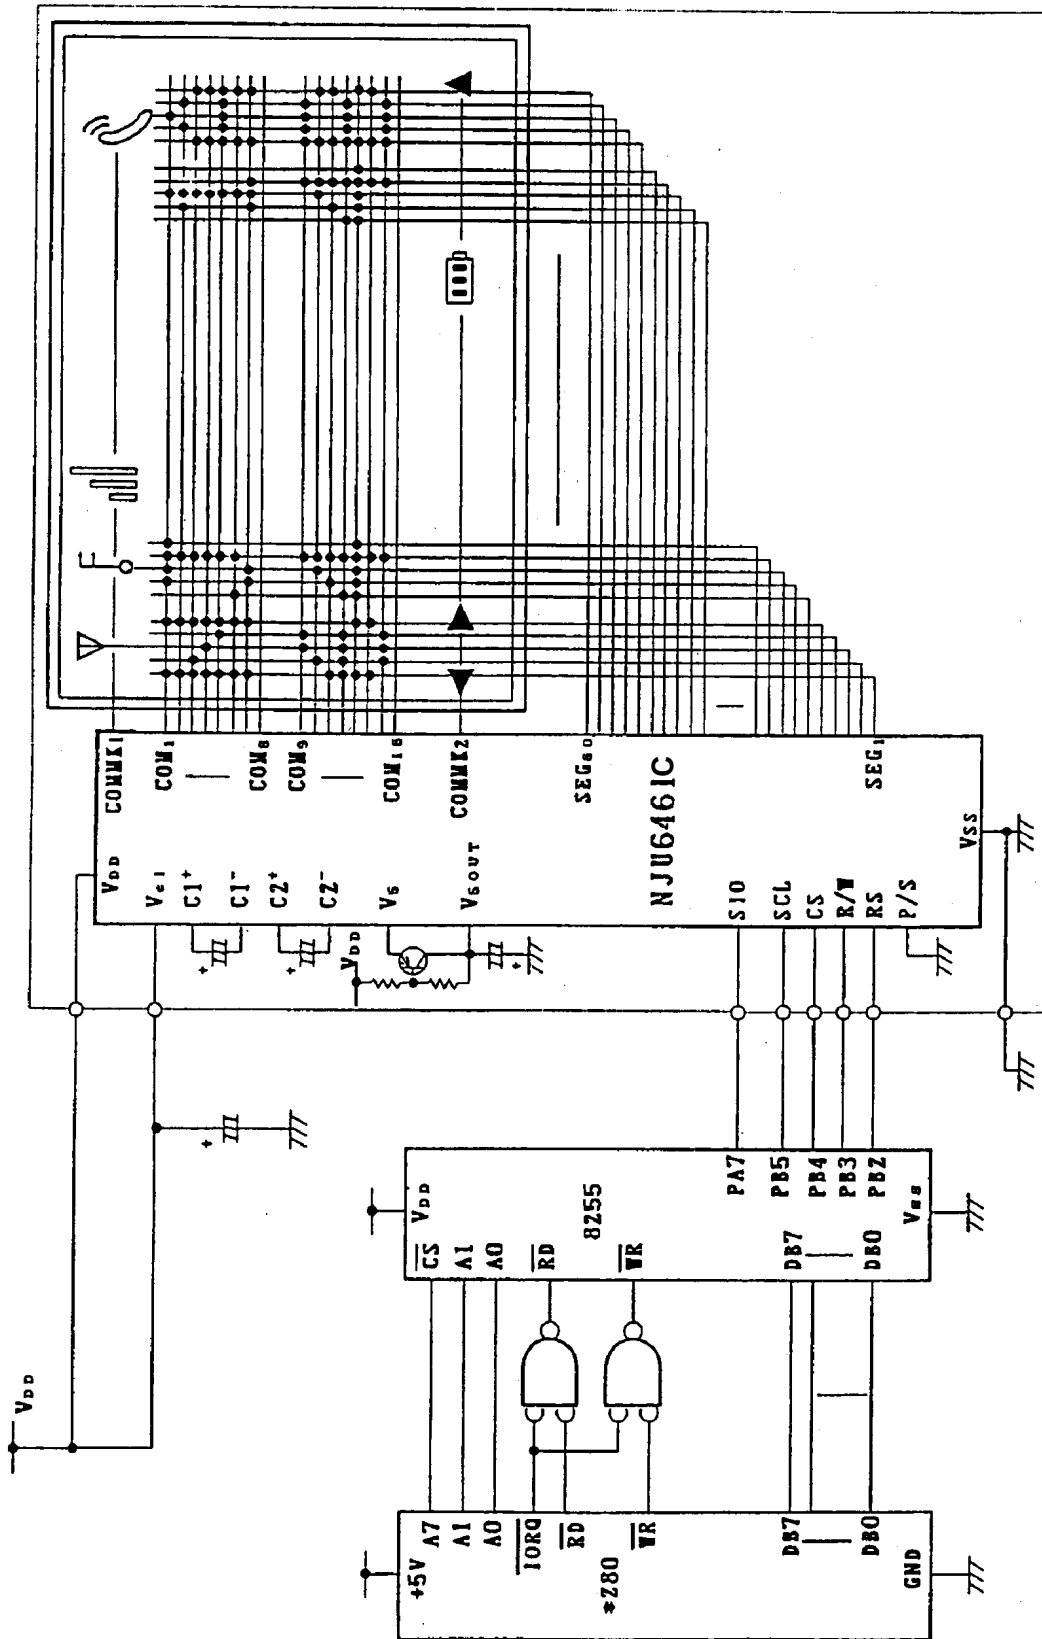 VDD
+5V
A7
A1
A0
IORQ
RD
WR
*Z80
DB7
DB0
GND
VDD
CS
A1
A0
RD
WR
8255
DB7
DB0
PA7
PB5
PB4
PB3
PB2
VSS
+
VDD
VC1
C1+
C1-
C2+
C2-
V5
V5OUT
+
+
VDD
+
NJU6461C
SIO
SCL
CS
R/W
RS
P/S
VSS
COMMK1
COM1
COM8
COM9
COM16
COMMK2
SEG60
SEG1
F